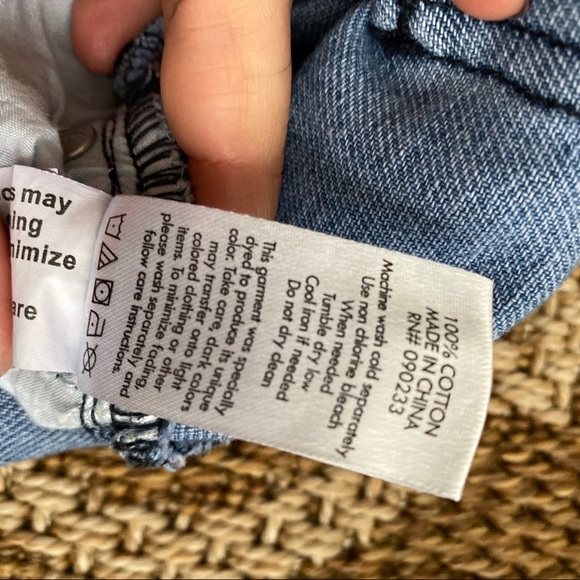 100% COTTON
MADE IN CHINA
RN# 090233
Machine wash cold separately
Use non chlorine bleach
When needed
Tumble dry low
Cool iron if needed
Do not dry clean
This garment was specially
dyed to produce its unique
color. Take care, dark colors
may transfer onto light
colored clothing or other
items. To minimize fading,
please wash separately and
follow care instructions.
may
nimize